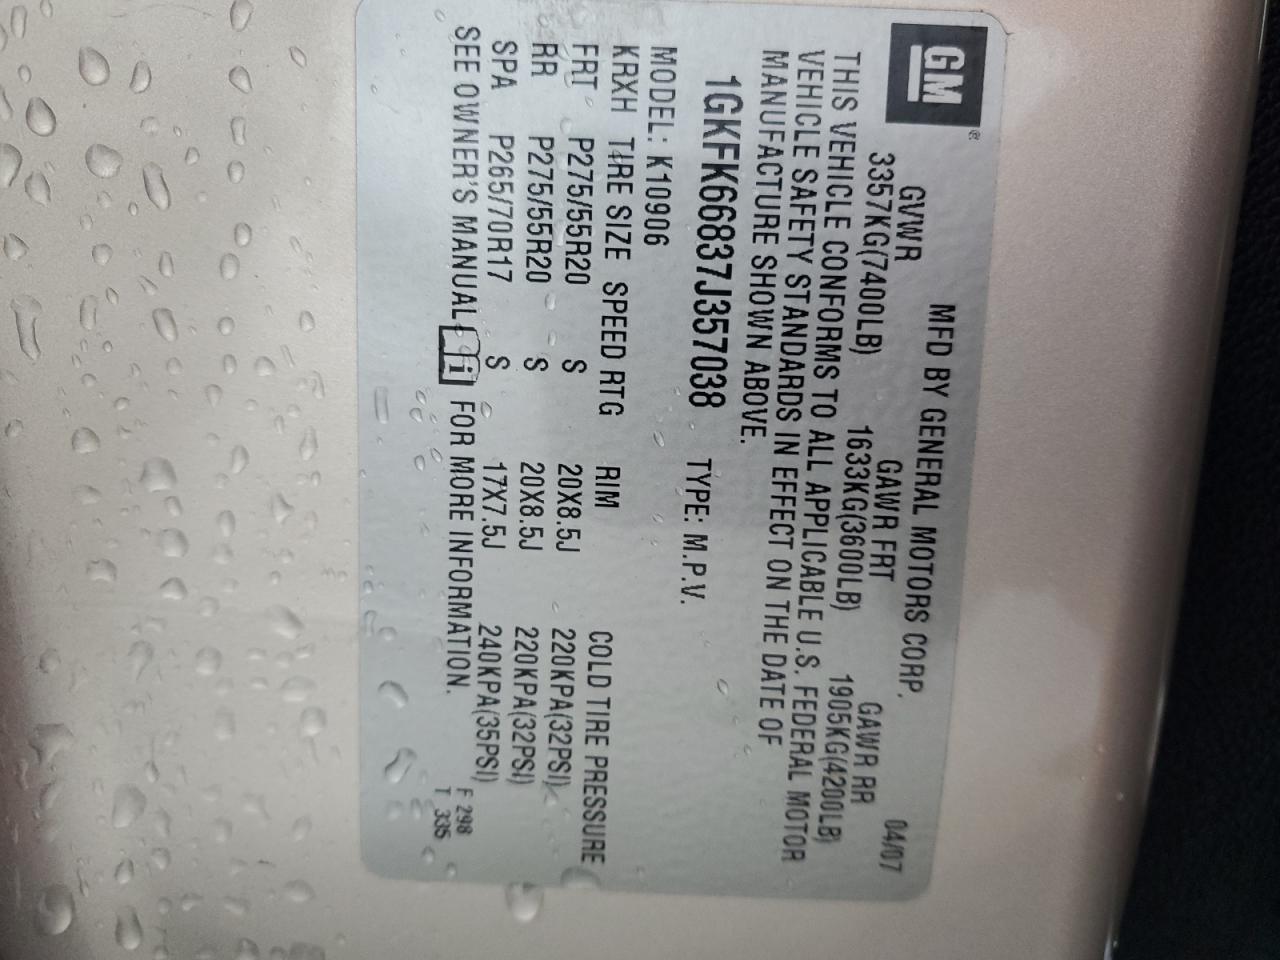 GM®
MFD BY GENERAL MOTORS CORP.
04/07
GVWR GAWR FRT GAWR RR
3357KG(7400LB) 1633KG(3600LB) 1905KG(4200LB)
THIS VEHICLE CONFORMS TO ALL APPLICABLE U.S. FEDERAL MOTOR
VEHICLE SAFETY STANDARDS IN EFFECT ON THE DATE OF
MANUFACTURE SHOWN ABOVE.
1GKFK66837J357038 TYPE: M.P.V.
MODEL: K10906
KRXH TIRE SIZE SPEED RTG RIM COLD TIRE PRESSURE
FRT P275/55R20 S 20X8.5J 220KPA(32PSI)
RR P275/55R20 S 20X8.5J 220KPA(32PSI)
SPA P265/70R17 S 17X7.5J 240KPA(35PSI)
SEE OWNER'S MANUAL i FOR MORE INFORMATION.
F 298
T 335